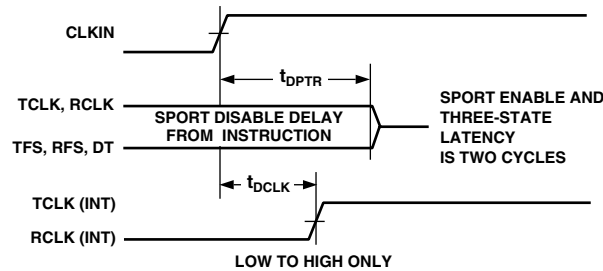 CLKIN
tDPTR
TCLK, RCLK
SPORT DISABLE DELAY
FROM INSTRUCTION
TFS, RFS, DT
SPORT ENABLE AND
THREE-STATE
LATENCY
IS TWO CYCLES
tDCLK
TCLK (INT)
RCLK (INT)
LOW TO HIGH ONLY